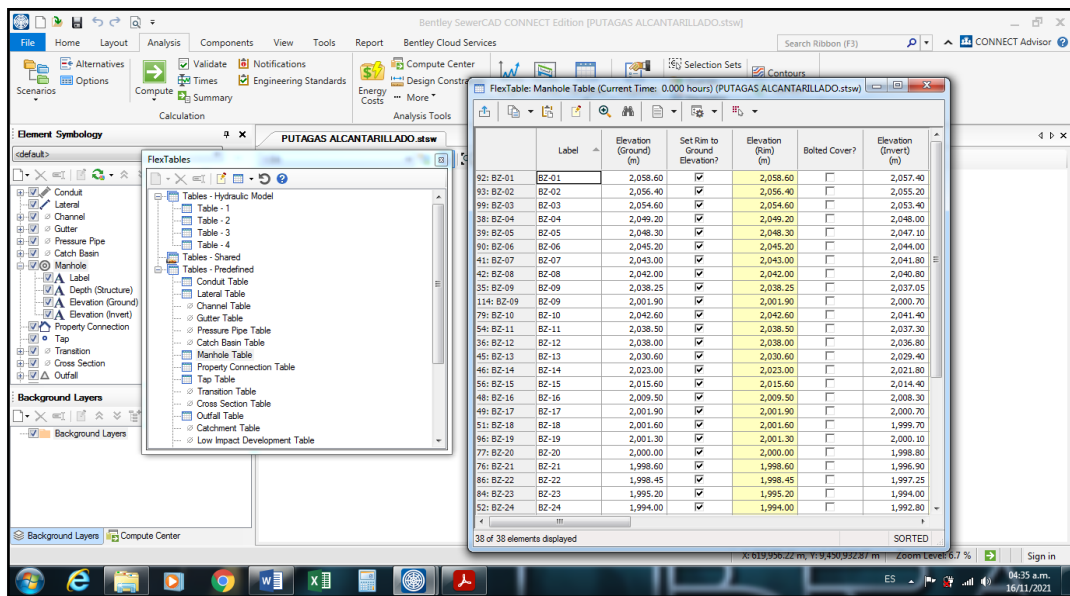 Bentley SewerCAD CONNECT Edition [PUTAGAS ALCANTARILLADO.stsw]
File Home Layout Analysis Components View Tools Report Bentley Cloud Services Search Ribbon (F3) CONNECT Advisor
Scenarios
Alternatives
Options
Compute
Validate
Times
Summary
Notifications
Engineering Standards
Calculation
Energy Costs
Compute Center
More
Analysis Tools
Selection Sets
Contours
Element Symbology
<default>
Conduit
Lateral
Channel
Gutter
Pressure Pipe
Catch Basin
Manhole
Label
Depth (Structure)
Elevation (Ground)
Elevation (Invert)
Property Connection
Tap
Transition
Cross Section
Outfall
Background Layers
Background Layers
Background Layers Compute Center
PUTAGAS ALCANTARILLADO.stsw
FlexTables
Tables - Hydraulic Model
Table - 1
Table - 2
Table - 3
Table - 4
Tables - Shared
Tables - Predefined
Conduit Table
Lateral Table
Channel Table
Gutter Table
Pressure Pipe Table
Catch Basin Table
Manhole Table
Property Connection Table
Tap Table
Transition Table
Cross Section Table
Outfall Table
Catchment Table
Low Impact Development Table
FlexTable: Manhole Table (Current Time: 0.000 hours) (PUTAGAS ALCANTARILLADO.stsw)
Label Elevation (Ground) (m) Set Rim to Ground Elevation? Elevation (Rim) (m) Bolted Cover? Elevation (Invert) (m)
92: BZ-01 BZ-01 2,058.60 2,058.60 2,057.40
93: BZ-02 BZ-02 2,056.40 2,056.40 2,055.20
99: BZ-03 BZ-03 2,054.60 2,054.60 2,053.40
38: BZ-04 BZ-04 2,049.20 2,049.20 2,048.00
39: BZ-05 BZ-05 2,048.30 2,048.30 2,047.10
90: BZ-06 BZ-06 2,045.20 2,045.20 2,044.00
41: BZ-07 BZ-07 2,043.00 2,043.00 2,041.80
42: BZ-08 BZ-08 2,042.00 2,042.00 2,040.80
35: BZ-09 BZ-09 2,038.25 2,038.25 2,037.05
114: BZ-09 BZ-09 2,001.90 2,001.90 2,000.70
79: BZ-10 BZ-10 2,042.60 2,042.60 2,041.40
54: BZ-11 BZ-11 2,038.50 2,038.50 2,037.30
36: BZ-12 BZ-12 2,038.00 2,038.00 2,036.80
45: BZ-13 BZ-13 2,030.60 2,030.60 2,029.40
46: BZ-14 BZ-14 2,023.00 2,023.00 2,021.80
56: BZ-15 BZ-15 2,015.60 2,015.60 2,014.40
48: BZ-16 BZ-16 2,009.50 2,009.50 2,008.30
49: BZ-17 BZ-17 2,001.90 2,001.90 2,000.70
51: BZ-18 BZ-18 2,001.60 2,001.60 1,999.70
96: BZ-19 BZ-19 2,001.30 2,001.30 2,000.10
77: BZ-20 BZ-20 2,000.00 2,000.00 1,998.80
76: BZ-21 BZ-21 1,998.60 1,998.60 1,996.90
86: BZ-22 BZ-22 1,998.45 1,998.45 1,997.25
84: BZ-23 BZ-23 1,995.20 1,995.20 1,994.00
52: BZ-24 BZ-24 1,994.00 1,994.00 1,992.80
38 of 38 elements displayed SORTED
X: 619,956.22 m, Y: 9,450,932.87 m Zoom Level: 6.7 % Sign in
ES 04:35 a.m.
16/11/2021